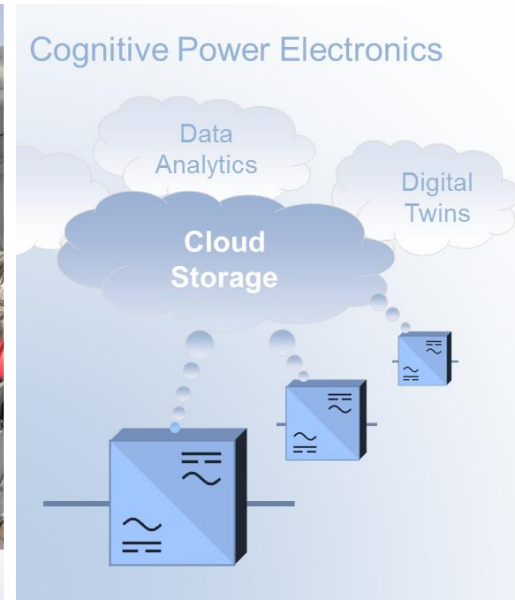 Cognitive Power Electronics
Data
Analytics
Digital
Twins
Cloud
Storage